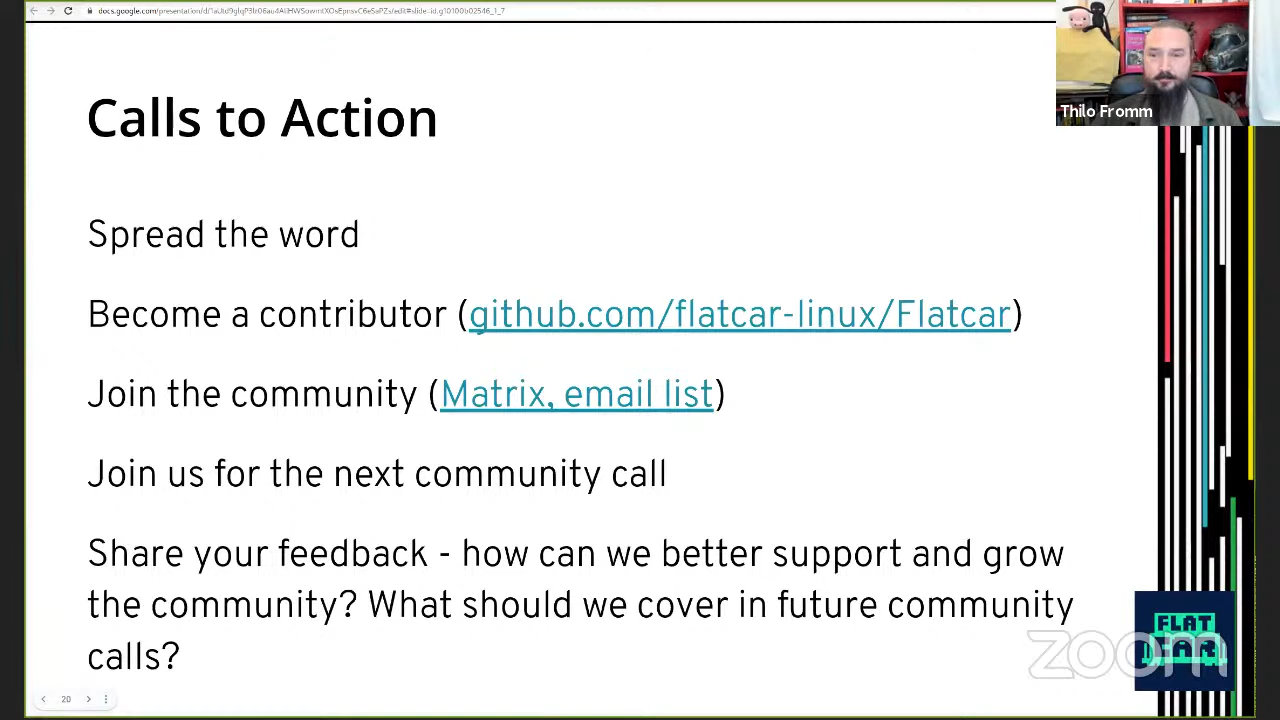 Thilo Fromm
Calls to Action
Spread the word
Become a contributor (github.com/flatcar-linux/Flatcar)
Join the community (Matrix, email list)
Join us for the next community call
Share your feedback - how can we better support and grow
the community? What should we cover in future community
calls?
FLAT
CAR
zoom
20